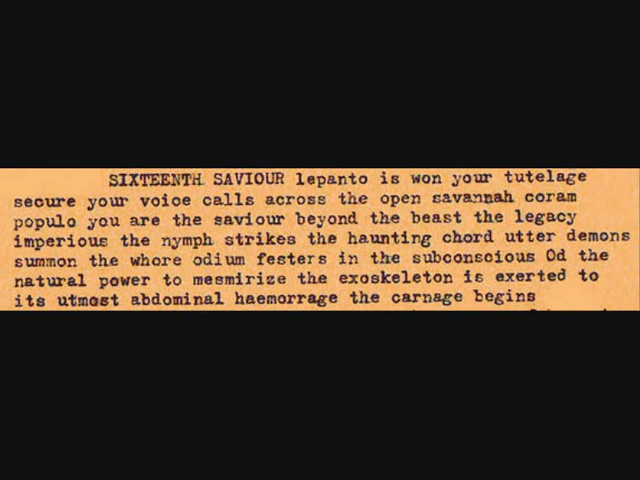 SIXTEENTH SAVIOUR lepanto is won your tutelage
secure your voice calls across the open savannah coram
populo you are the saviour beyond the beast the legacy
imperious the nymph strikes the haunting chord utter demons
summon the whore odium festers in the subconscious Od the
natural power to mesmirize the exoskeleton is exerted to
its utmost abdominal haemorrage the carnage begins